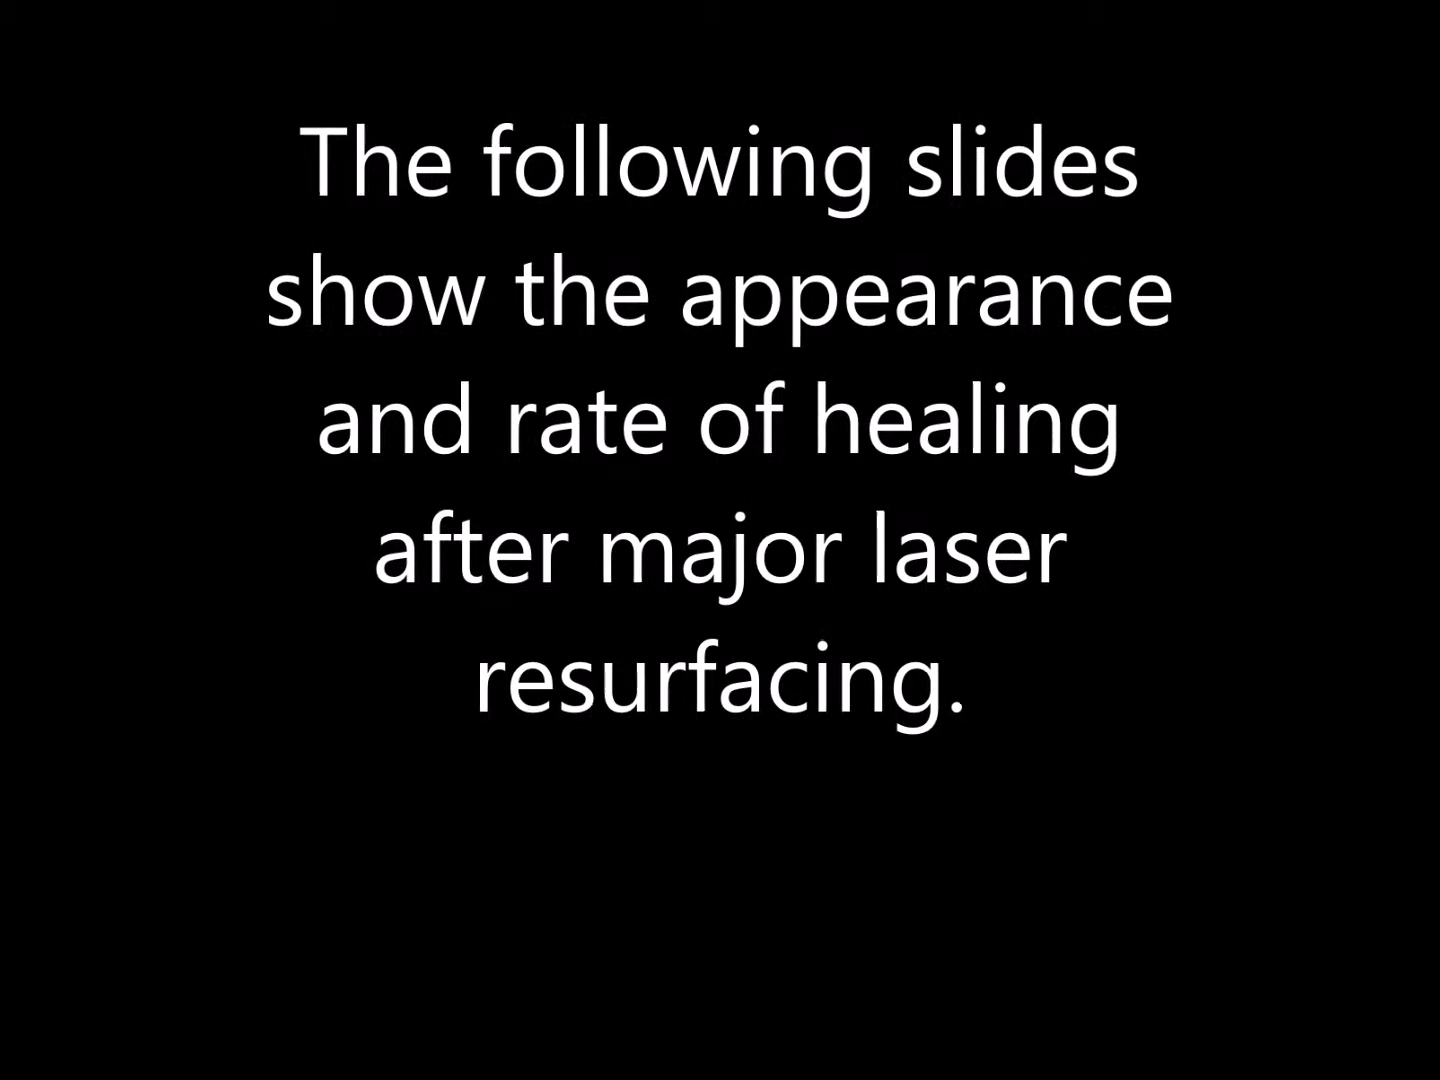 The following slides
show the appearance
and rate of healing
after major laser
resurfacing.